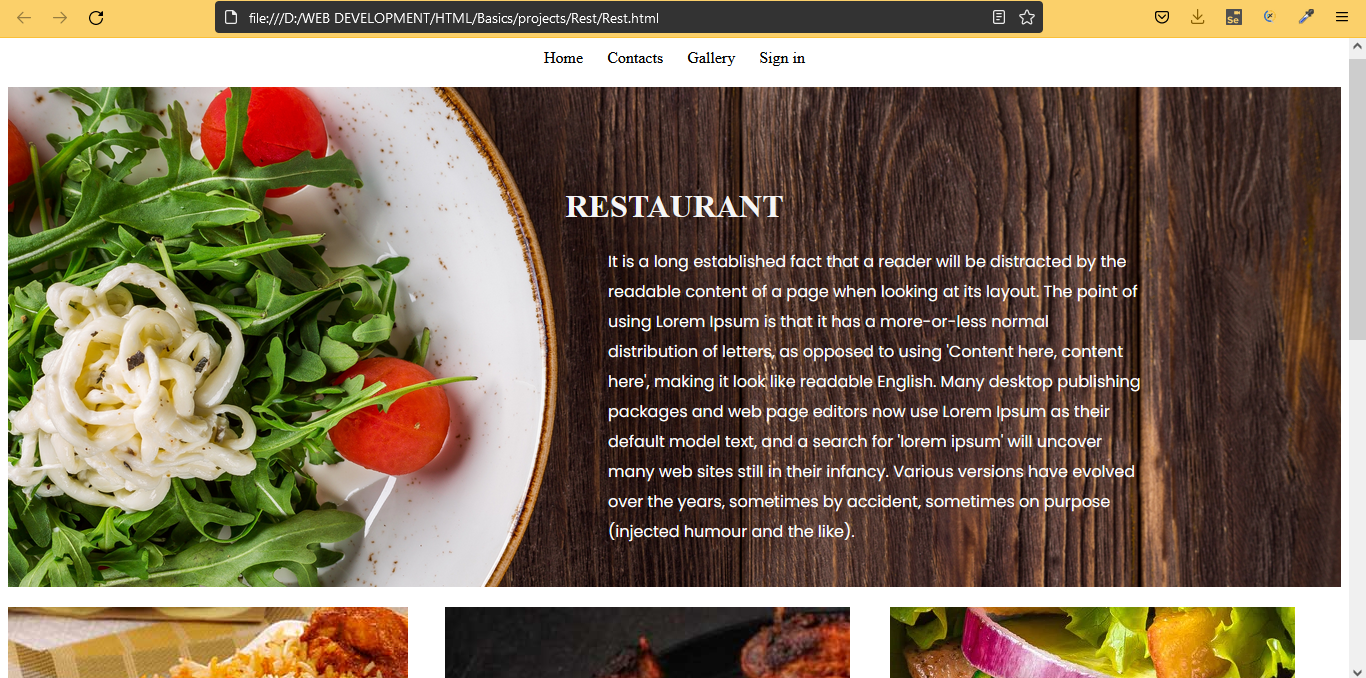 file:///D:/WEB DEVELOPMENT/HTML/Basics/projects/Rest/Rest.html
Se
Home Contacts Gallery Sign in
RESTAURANT
It is a long established fact that a reader will be distracted by the
readable content of a page when looking at its layout. The point of
using Lorem Ipsum is that it has a more-or-less normal
distribution of letters, as opposed to using 'Content here, content
here', making it look like readable English. Many desktop publishing
packages and web page editors now use Lorem Ipsum as their
default model text, and a search for 'lorem ipsum' will uncover
many web sites still in their infancy. Various versions have evolved
over the years, sometimes by accident, sometimes on purpose
(injected humour and the like).